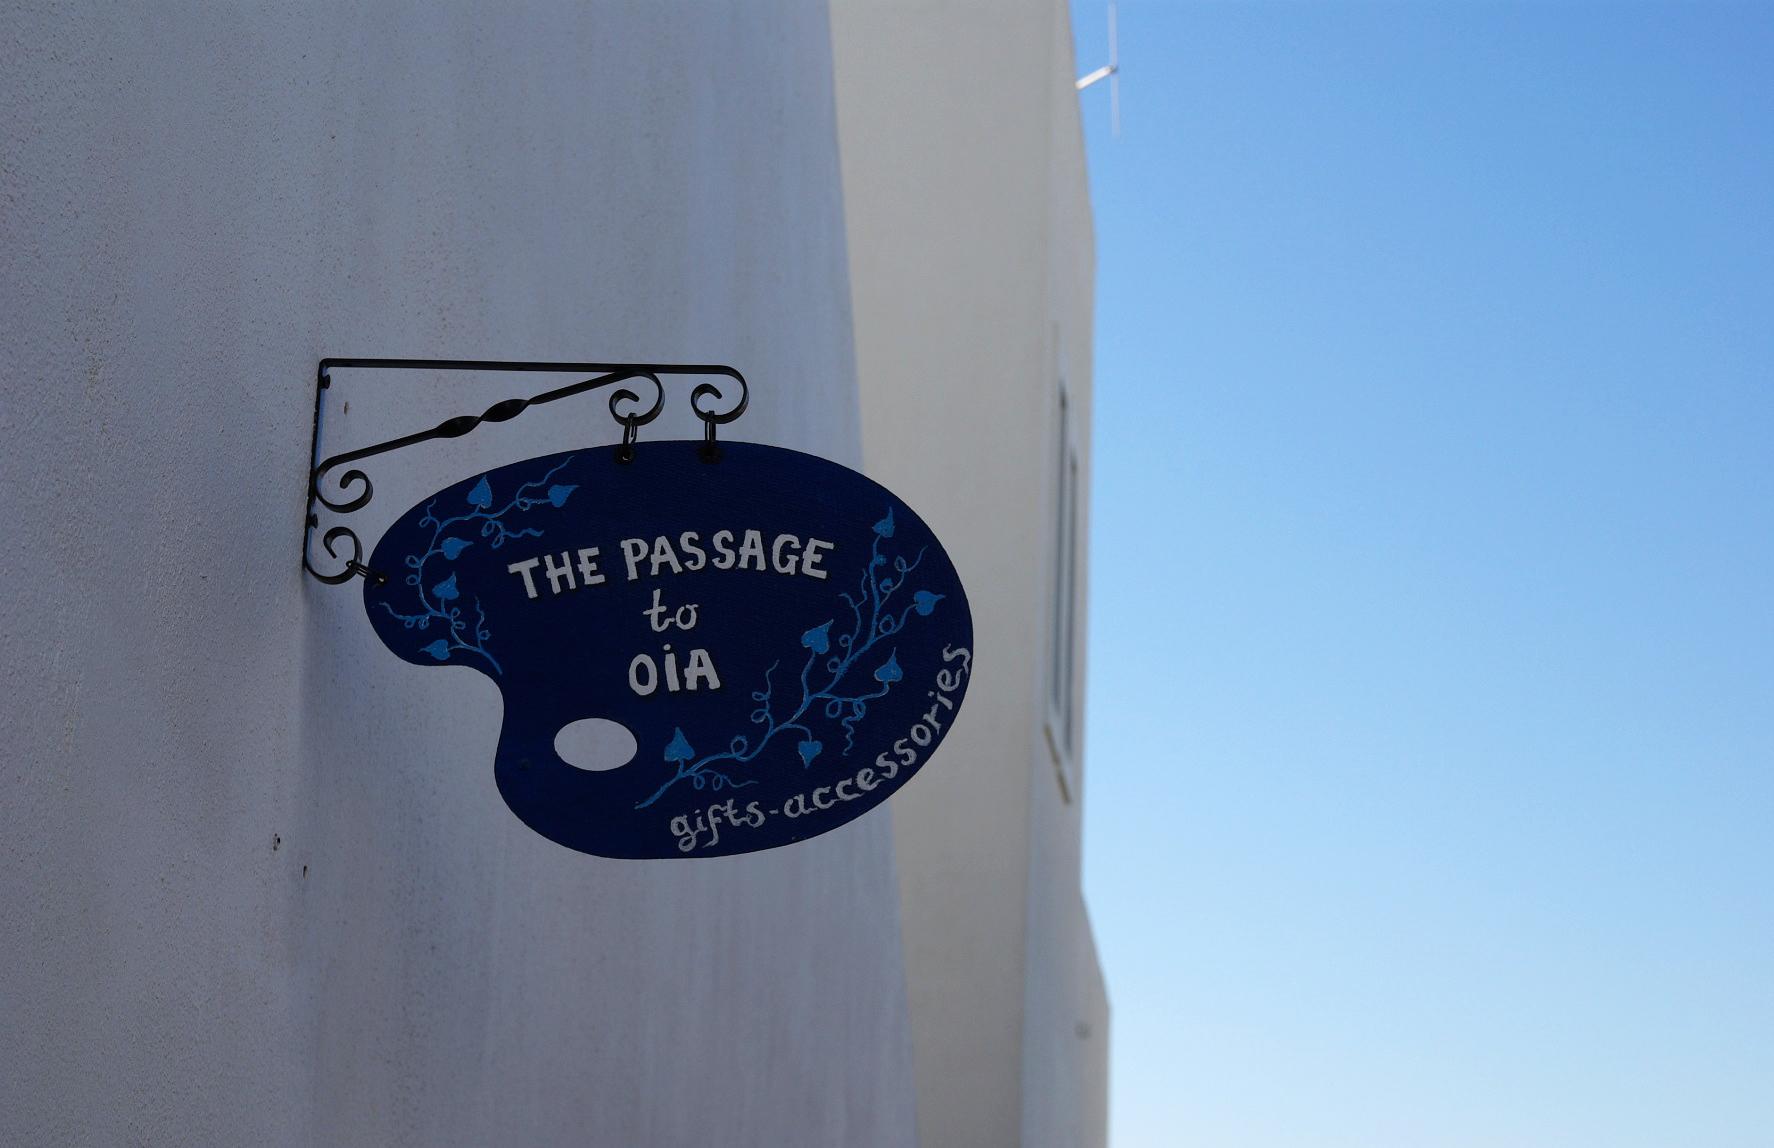 THE PASSAGE
to
OiA
gifts-accessories